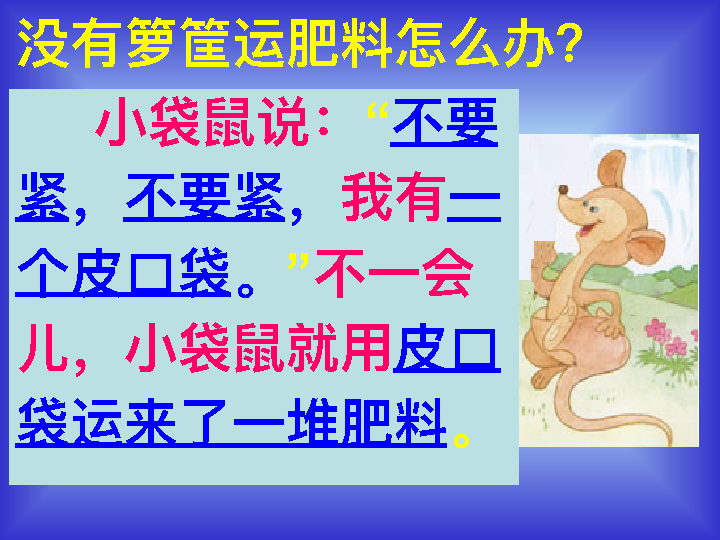 没有箩筐运肥料怎么办?
小袋鼠说：“不要
紧，不要紧，我有一
个皮口袋。”不一会
儿，小袋鼠就用皮口
袋运来了一堆肥料。